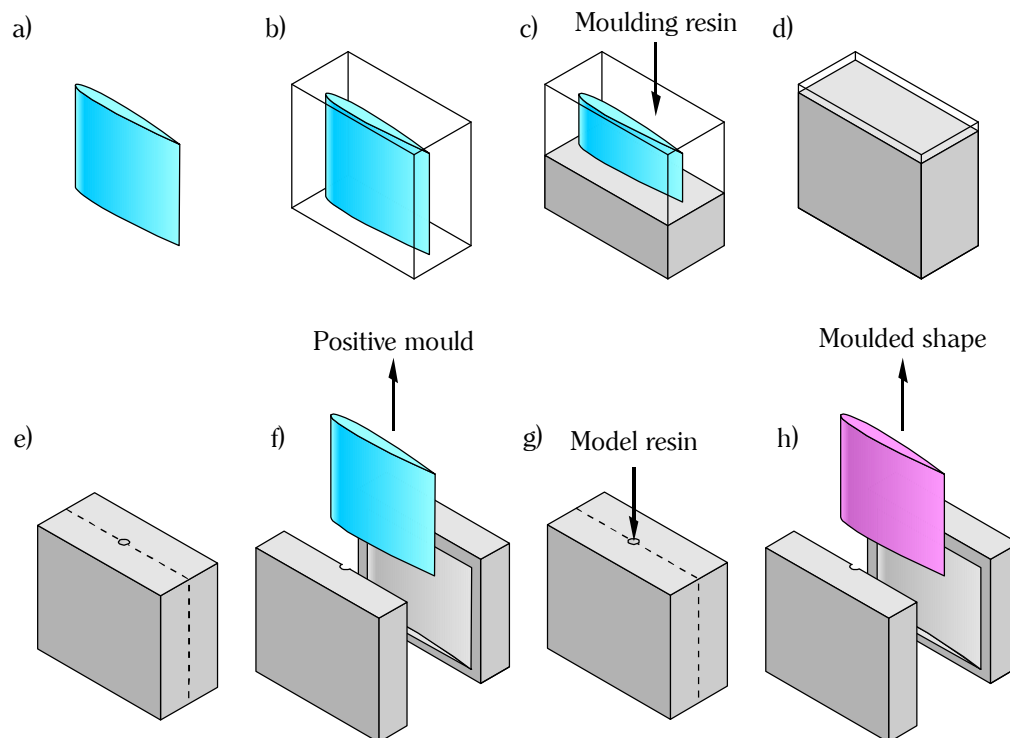 a)
b)
c)
Moulding resin
d)
e)
f)
Positive mould
g)
Model resin
h)
Moulded shape